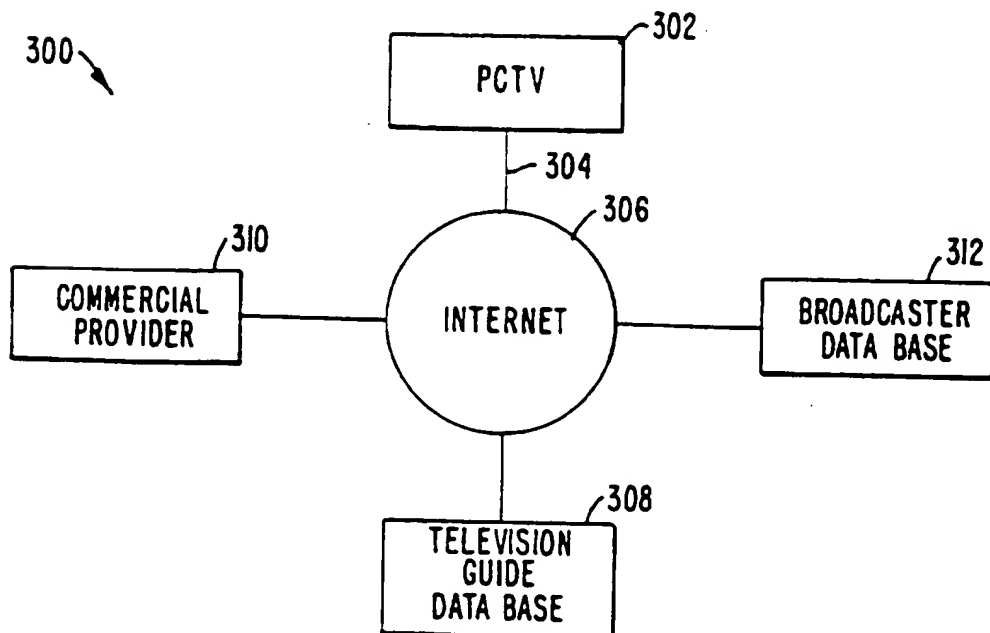 300
302
PCTV
304
306
310
COMMERCIAL
PROVIDER
INTERNET
312
BROADCASTER
DATA BASE
308
TELEVISION
GUIDE
DATA BASE